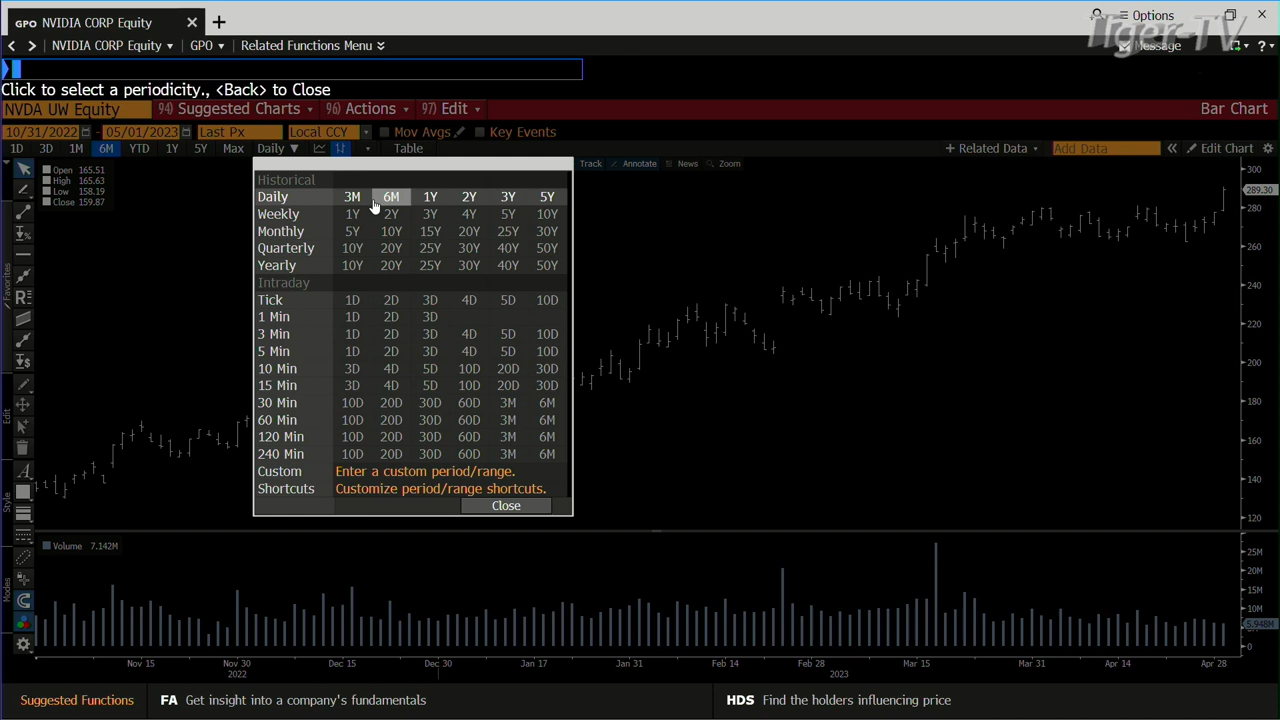 GPO NVIDIA CORP Equity
Options
Tiger-TV
NVIDIA CORP Equity GPO Related Functions Menu
Message
Click to select a periodicity., <Back> to Close
NVDA UW Equity 94) Suggested Charts 96) Actions 97) Edit Bar Chart
10/31/2022 - 05/01/2023 Last Px Local CCY Mov Avgs Key Events
1D 3D 1M 6M YTD 1Y 5Y Max Daily Table + Related Data Add Data Edit Chart
Track Annotate News Zoom
Open 165.51
High 165.63
Low 158.19
Close 159.87
Historical
Daily 3M 6M 1Y 2Y 3Y 5Y
Weekly 1Y 2Y 3Y 4Y 5Y 10Y
Monthly 5Y 10Y 15Y 20Y 25Y 30Y
Quarterly 10Y 20Y 25Y 30Y 40Y 50Y
Yearly 10Y 20Y 25Y 30Y 40Y 50Y
Intraday
Tick 1D 2D 3D 4D 5D 10D
1 Min 1D 2D 3D
3 Min 1D 2D 3D 4D 5D 10D
5 Min 1D 2D 3D 4D 5D 10D
10 Min 3D 4D 5D 10D 20D 30D
15 Min 3D 4D 5D 10D 20D 30D
30 Min 10D 20D 30D 60D 3M 6M
60 Min 10D 20D 30D 60D 3M 6M
120 Min 10D 20D 30D 60D 3M 6M
240 Min 10D 20D 30D 60D 3M 6M
Custom Enter a custom period/range.
Shortcuts Customize period/range shortcuts.
Close
Favorites
Edit
Style
Modes
300
289.30
280
260
240
220
200
180
160
140
120
Volume 7.142M
25M
20M
15M
10M
5.948M
0
Nov 15 Nov 30 Dec 15 Dec 30 Jan 17 Jan 31 Feb 14 Feb 28 Mar 15 Mar 31 Apr 14 Apr 28
2022 2023
Suggested Functions FA Get insight into a company's fundamentals HDS Find the holders influencing price